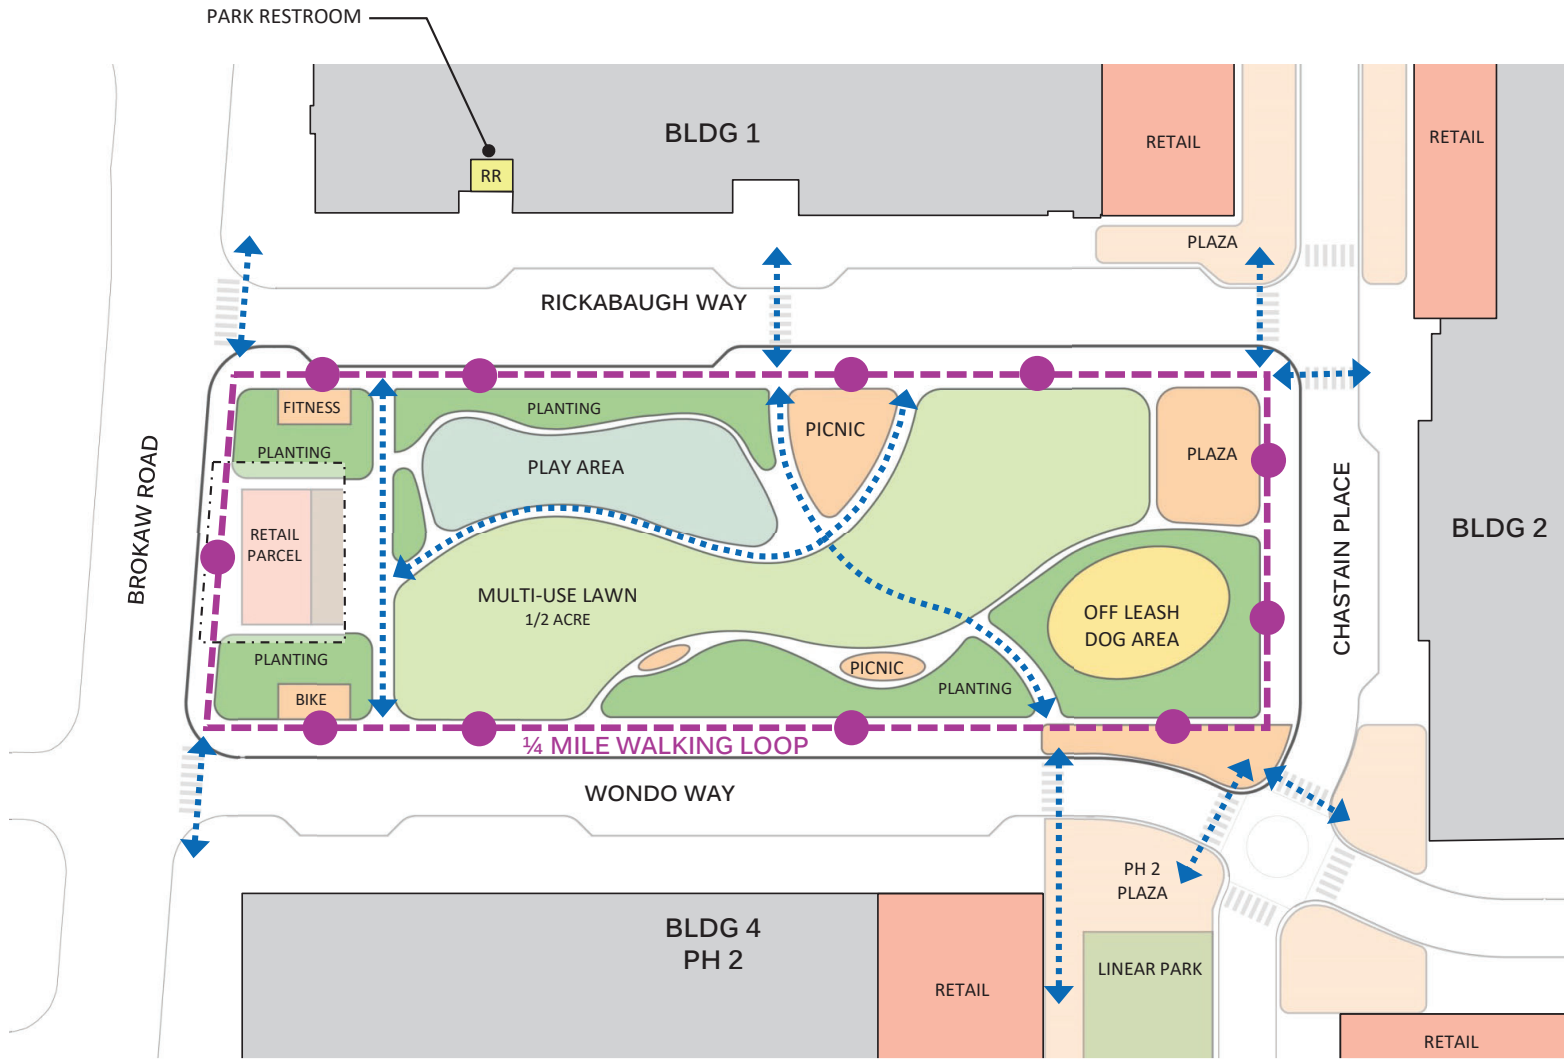 PARK RESTROOM
BLDG 1
RETAIL
RETAIL
RR
PLAZA
RICKABAUGH WAY
FITNESS
PLANTING
PICNIC
PLANTING
PLAY AREA
PLAZA
BROKAW ROAD
CHASTAIN PLACE
BLDG 2
RETAIL
PARCEL
MULTI-USE LAWN
1/2 ACRE
OFF LEASH
DOG AREA
PLANTING
PICNIC
PLANTING
BIKE
¼ MILE WALKING LOOP
WONDO WAY
PH 2
PLAZA
BLDG 4
PH 2
LINEAR PARK
RETAIL
RETAIL